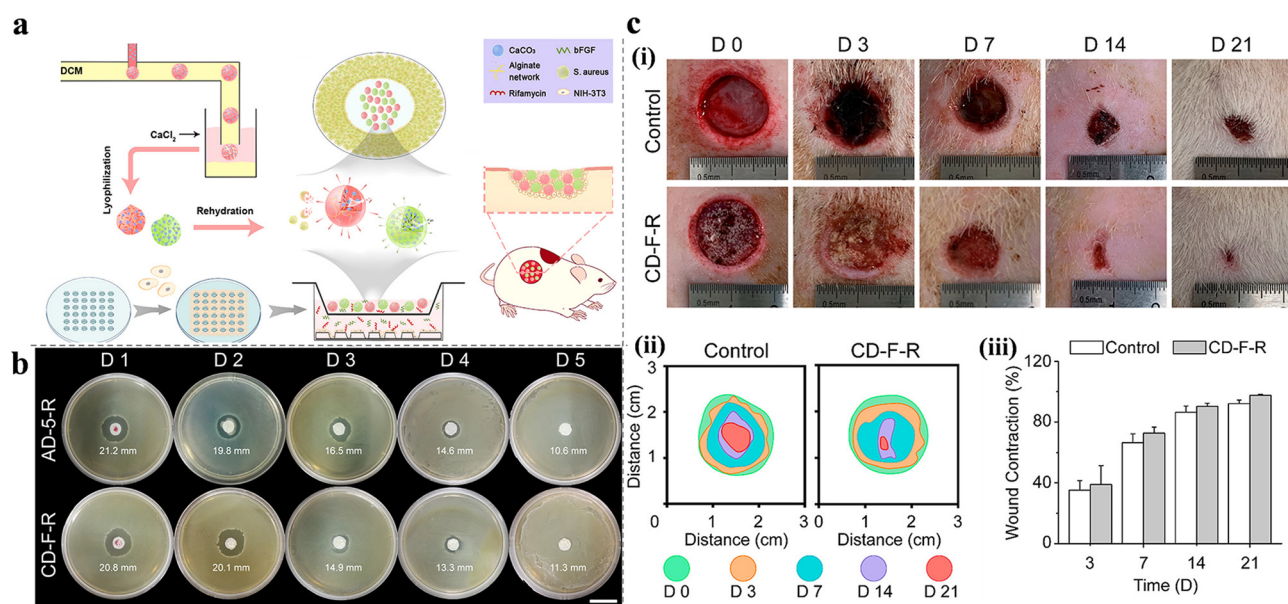 a
DCM
CaCl2
Lyophilization
Rehydration
CaCO3
bFGF
Alginate
network
S. aureus
Rifamycin
NIH-3T3
b
D 1 D 2 D 3 D 4 D 5
AD-5-R
21.2 mm 19.8 mm 16.5 mm 14.6 mm 10.6 mm
CD-F-R
20.8 mm 20.1 mm 14.9 mm 13.3 mm 11.3 mm
c
D 0 D 3 D 7 D 14 D 21
(i)
Control
0.5mm 0.5mm 0.5mm 0.5mm 0.5mm
CD-F-R
0.5mm 0.5mm 0.5mm 0.5mm 0.5mm
(ii)
Control CD-F-R
Distance (cm)
3
2
1
0 1 2 3 0 1 2 3
Distance (cm) Distance (cm)
D 0 D 3 D 7 D 14 D 21
(iii)
Control CD-F-R
Wound Contraction (%)
120
80
40
0
3 7 14 21
Time (D)